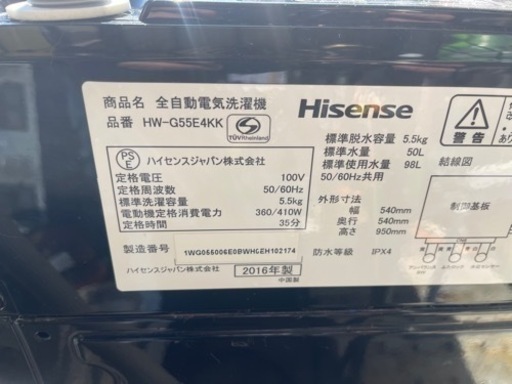 商品名 全自動電気洗濯機
品番 HW-G55E4KK
TÜVRheinland
Hisense
PS
E
ハイセンスジャパン株式会社
定格電圧 100V
定格周波数 50/60Hz
標準洗濯容量 5.5kg
電動機定格消費電力 360/410W
定格時間 35分
製造番号
ハイセンスジャパン株式会社
2016年製
中国製
標準脱水容量 5.5kg
標準水量 50L
標準使用水量 98L
50/60Hz共用
外形寸法
幅 540mm
奥行 540mm
高さ 950mm
防水等級 IPX4
警告
結線図
制御基板